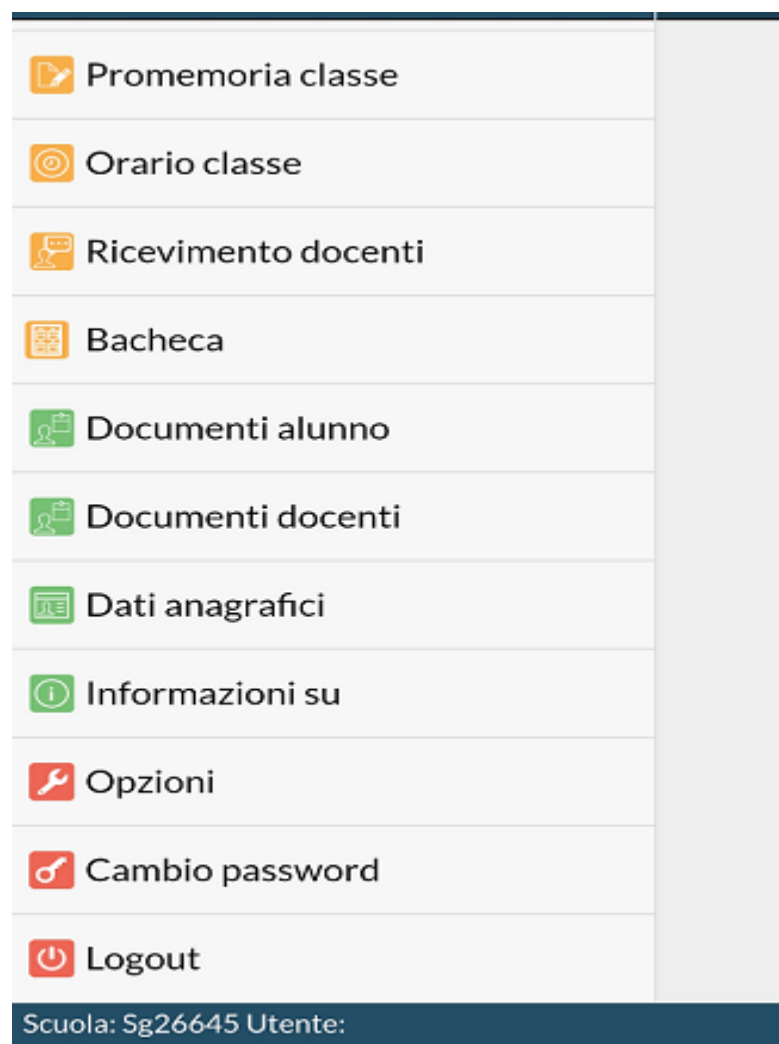 Promemoria classe
Orario classe
Ricevimento docenti
Bacheca
Documenti alunno
Documenti docenti
Dati anagrafici
Informazioni su
Opzioni
Cambio password
Logout
Scuola: Sg26645 Utente: